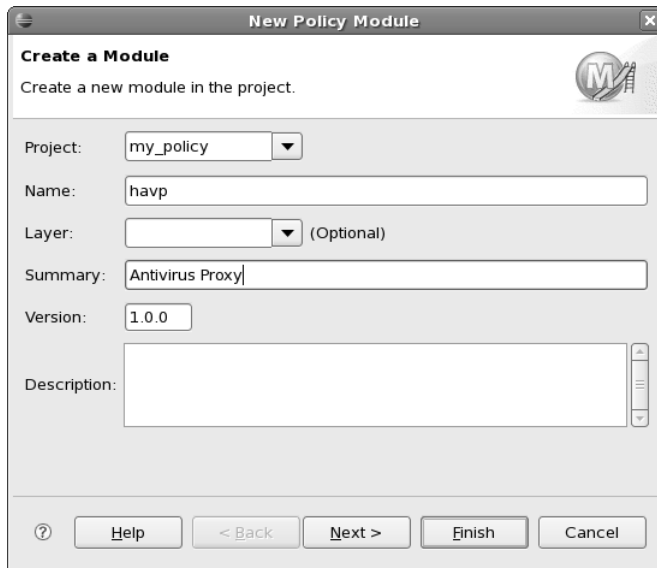 New Policy Module
Create a Module
Create a new module in the project.
M
Project: my_policy
Name: havp
Layer: (Optional)
Summary: Antivirus Proxy
Version: 1.0.0
Description:
? Help < Back Next > Finish Cancel